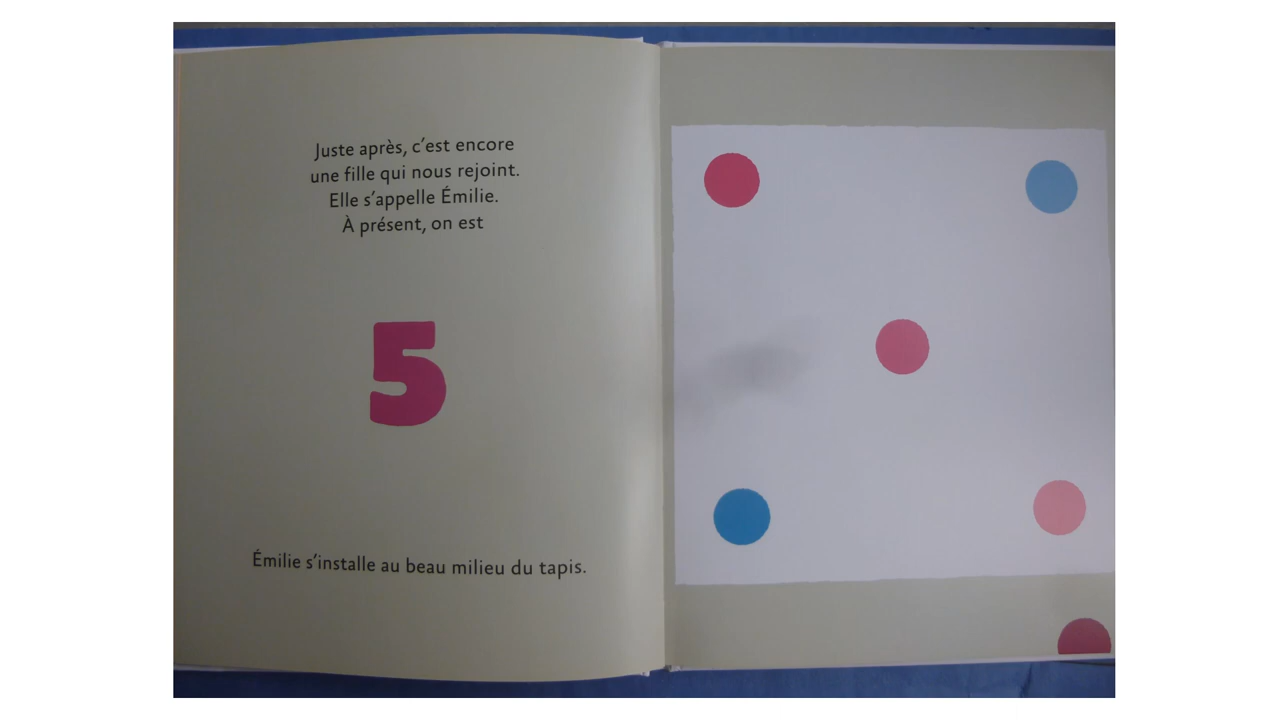 Juste après, c'est encore
une fille qui nous rejoint.
Elle s'appelle Émilie.
À présent, on est
5
Émilie s'installe au beau milieu du tapis.